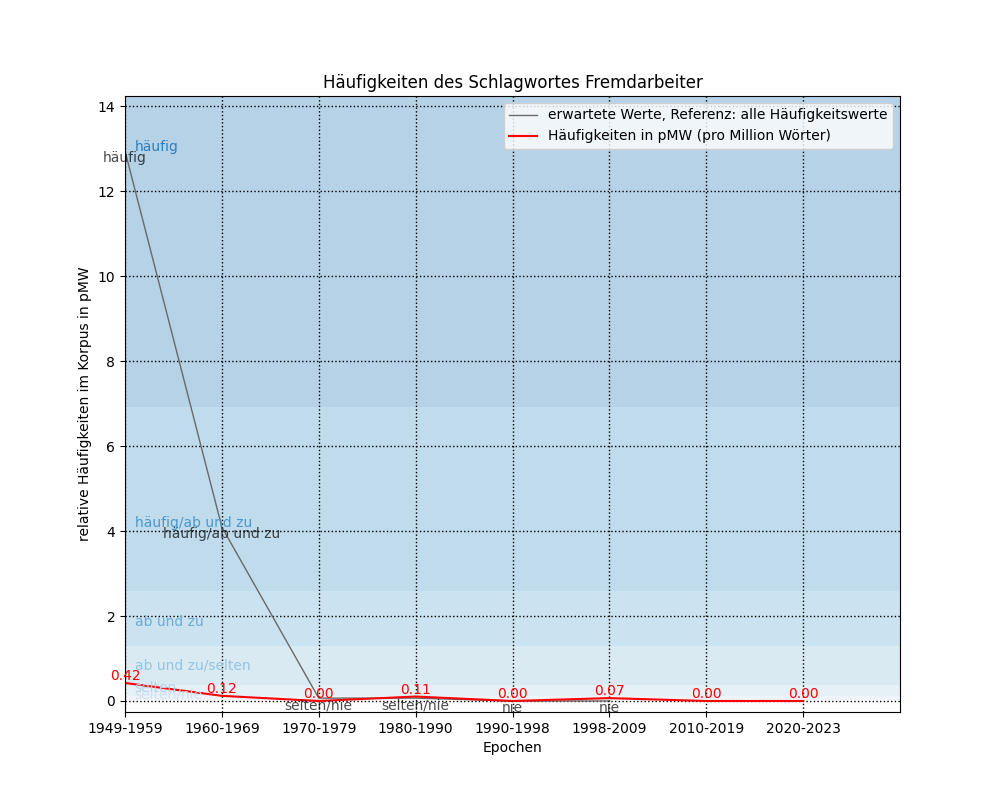 Häufigkeiten des Schlagwortes Fremdarbeiter
erwartete Werte, Referenz: alle Häufigkeitswerte
Häufigkeiten in pMW (pro Million Wörter)
relative Häufigkeiten im Korpus in pMW
14
12
10
8
6
4
2
0
häufig
häufig
häufig/ab und zu
häufig/ab und zu
ab und zu
ab und zu/selten
selten
0.42
0.12
0.00
0.11
0.00
0.07
0.00
0.00
selten/nie
selten/nie
nie
nie
1949-1959
1960-1969
1970-1979
1980-1990
1990-1998
1998-2009
2010-2019
2020-2023
Epochen